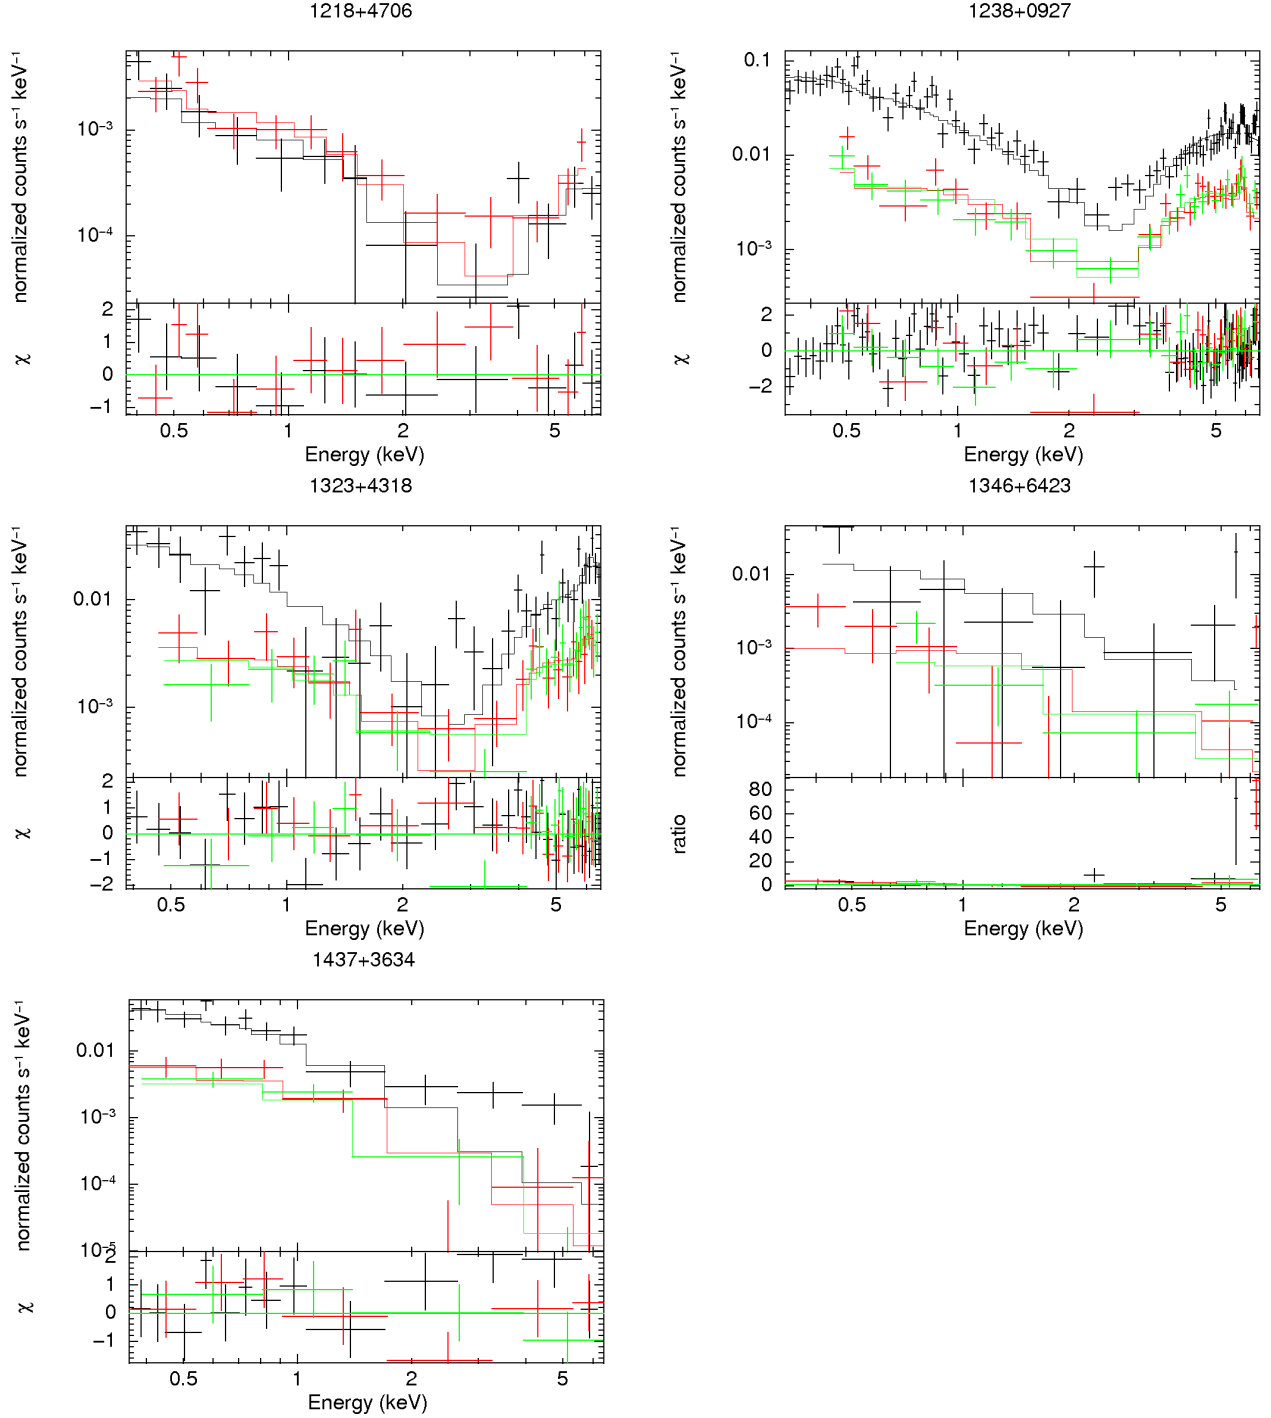 1218+4706
1238+0927
normalized counts s⁻¹ keV⁻¹
10⁻³
10⁻⁴
χ
2
1
0
−1
0.5 1 2 5
Energy (keV)
normalized counts s⁻¹ keV⁻¹
0.1
0.01
10⁻³
χ
2
0
−2
0.5 1 2 5
Energy (keV)
1323+4318
1346+6423
normalized counts s⁻¹ keV⁻¹
0.01
10⁻³
χ
2
1
0
−1
−2
0.5 1 2 5
Energy (keV)
normalized counts s⁻¹ keV⁻¹
0.01
10⁻³
10⁻⁴
ratio
80
60
40
20
0
0.5 1 2 5
Energy (keV)
1437+3634
normalized counts s⁻¹ keV⁻¹
0.01
10⁻³
10⁻⁴
10⁻⁵
χ
2
1
0
−1
0.5 1 2 5
Energy (keV)